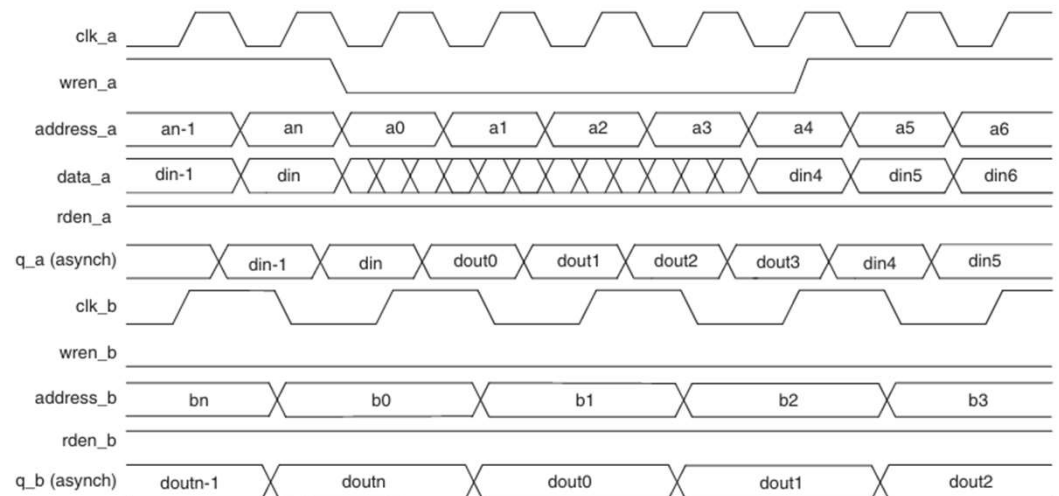 clk_a
wren_a
address_a an-1 an a0 a1 a2 a3 a4 a5 a6
data_a din-1 din din4 din5 din6
rden_a
q_a (asynch) din-1 din dout0 dout1 dout2 dout3 din4 din5
clk_b
wren_b
address_b bn b0 b1 b2 b3
rden_b
q_b (asynch) doutn-1 doutn dout0 dout1 dout2